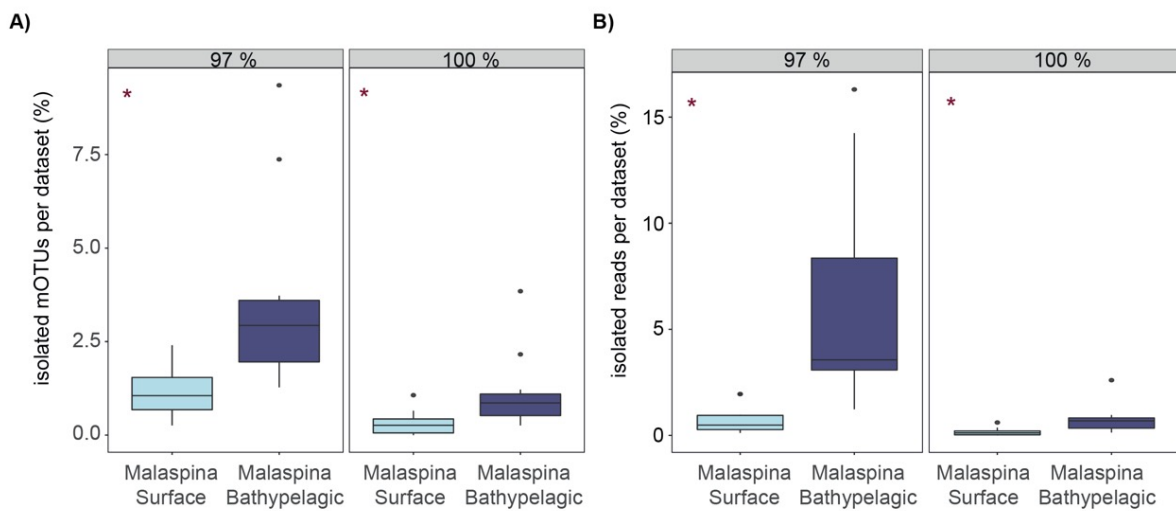 A)
97 %
100 %
*
*
isolated mOTUs per dataset (%)
7.5
5.0
2.5
0.0
Malaspina
Surface
Malaspina
Bathypelagic
Malaspina
Surface
Malaspina
Bathypelagic
B)
97 %
100 %
*
*
isolated reads per dataset (%)
15
10
5
0
Malaspina
Surface
Malaspina
Bathypelagic
Malaspina
Surface
Malaspina
Bathypelagic